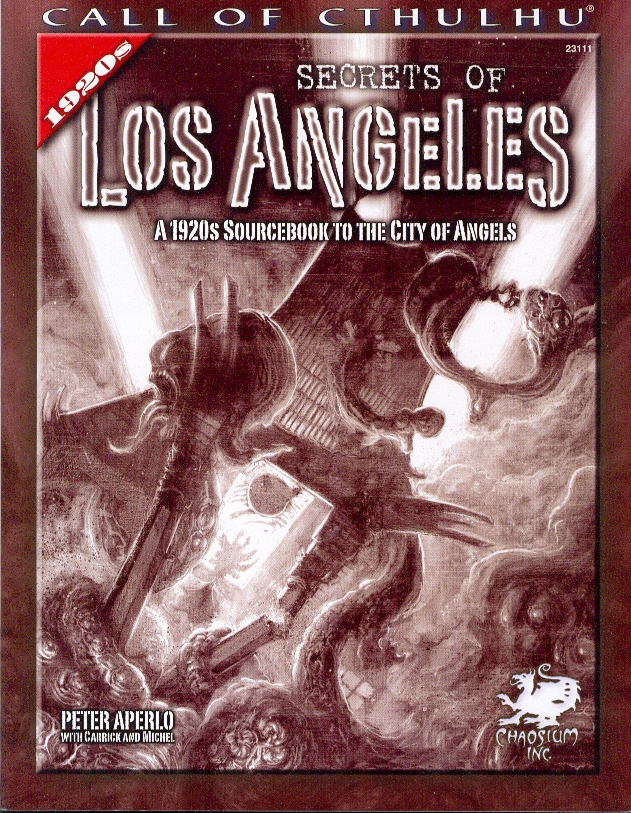 CALL OF CTHULHU®
23111
1920s
SECRETS OF
LOS ANGELES
A 1920s SOURCEBOOK TO THE CITY OF ANGELS
PETER APERLO
WITH CARRICK AND MICHEL
CHAOSIUM
INC.